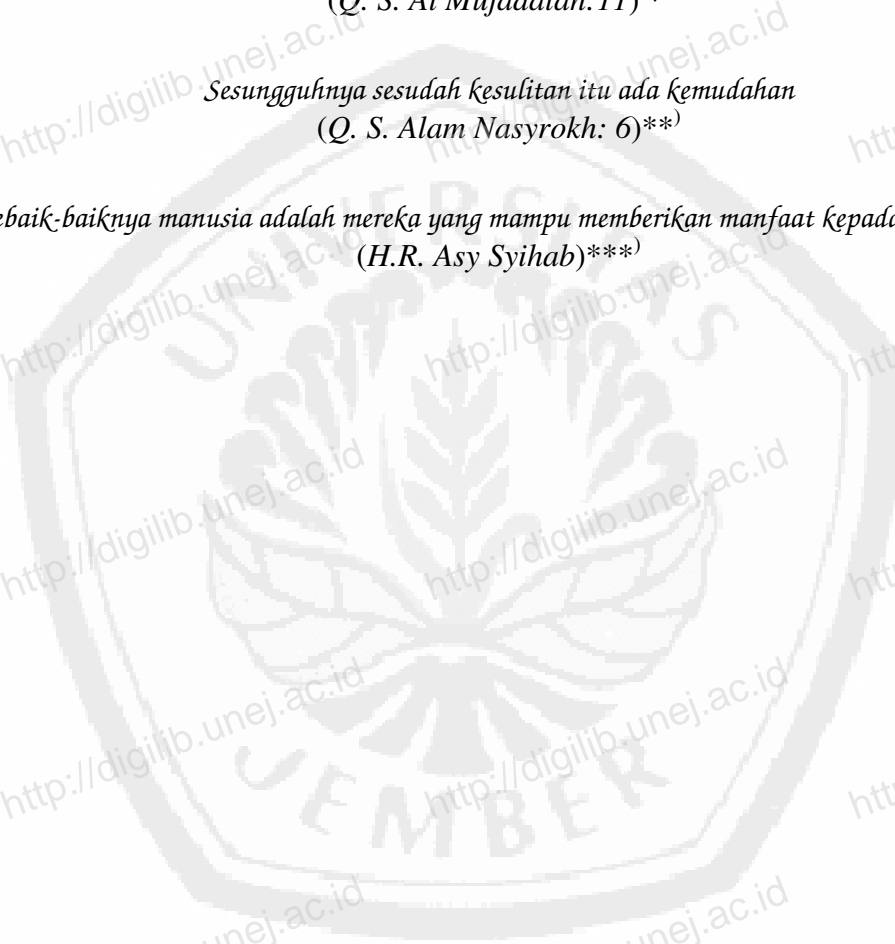 (Q. S. Al Mujadalah:11)*
Sesungguhnya sesudah kesulitan itu ada kemudahan
(Q. S. Alam Nasyrokh: 6)**)
ebaik-baiknya manusia adalah mereka yang mampu memberikan manfaat kepada
(H.R. Asy Syihab)***)
UNIVERSITAS
JEMBER
http://digilib.unej.ac.id
http://digilib.unej.ac.id
http://digilib.unej.ac.id
http://digilib.unej.ac.id
http://digilib.unej.ac.id
http://digilib.unej.ac.id
http://digilib.unej.ac.id
http://digilib.unej.ac.id